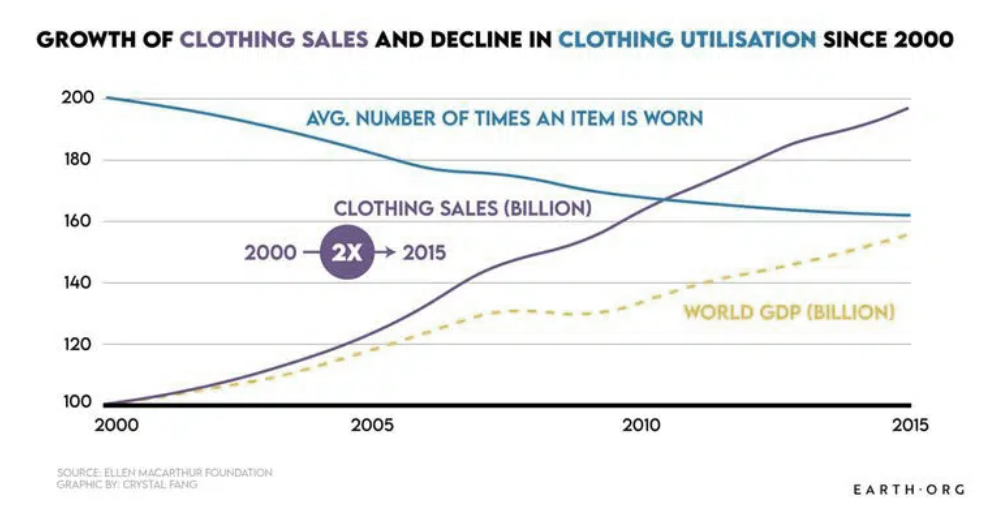 GROWTH OF CLOTHING SALES AND DECLINE IN CLOTHING UTILISATION SINCE 2000
200
AVG. NUMBER OF TIMES AN ITEM IS WORN
180
CLOTHING SALES (BILLION)
160
2000 2X 2015
140
WORLD GDP (BILLION)
120
100
2000 2005 2010 2015
SOURCE: ELLEN MACARTHUR FOUNDATION
GRAPHIC BY: CRYSTAL FANG
EARTH·ORG